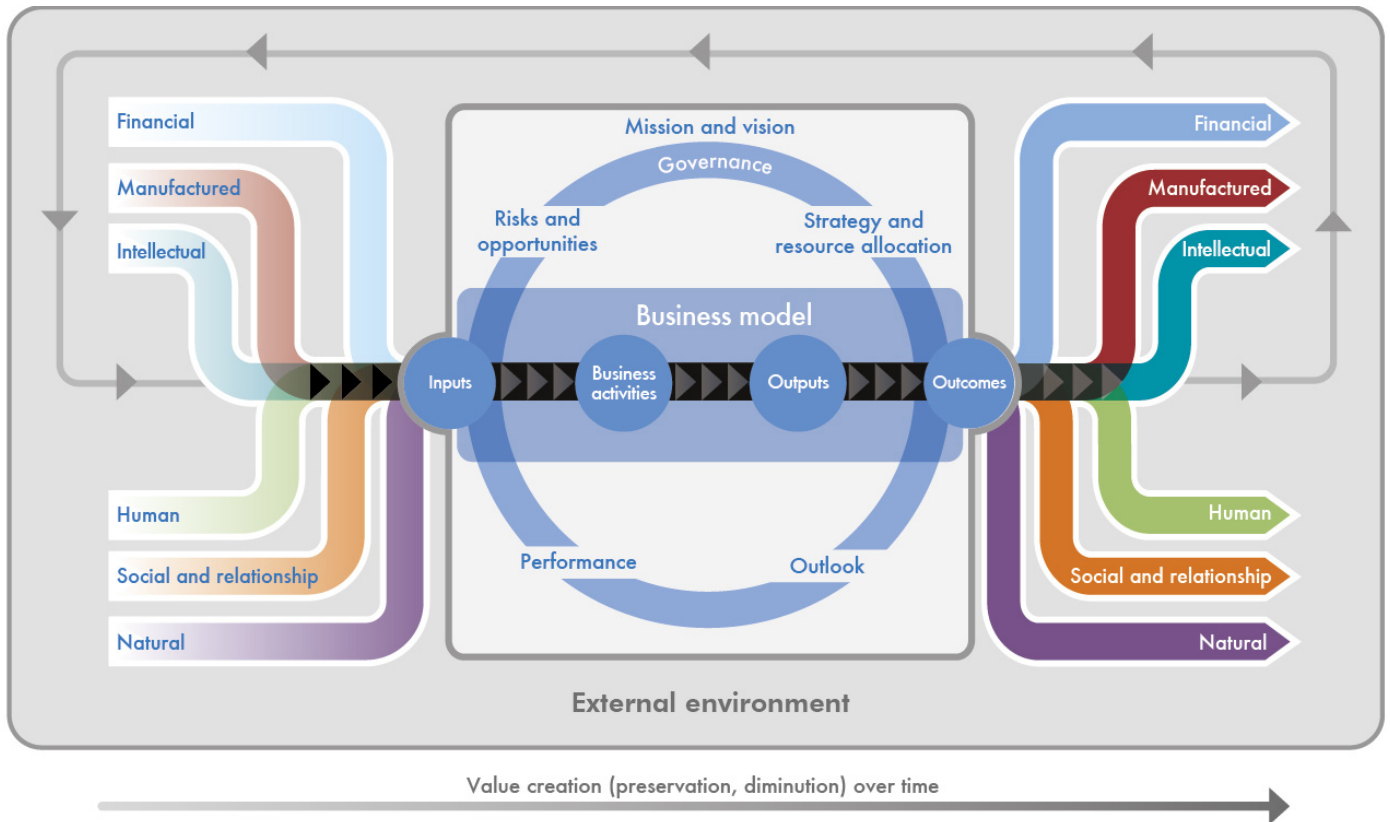 Financial
Manufactured
Intellectual
Human
Social and relationship
Natural
Mission and vision
Governance
Risks and
opportunities
Strategy and
resource allocation
Business model
Inputs
Business
activities
Outputs
Outcomes
Performance
Outlook
Financial
Manufactured
Intellectual
Human
Social and relationship
Natural
External environment
Value creation (preservation, diminution) over time